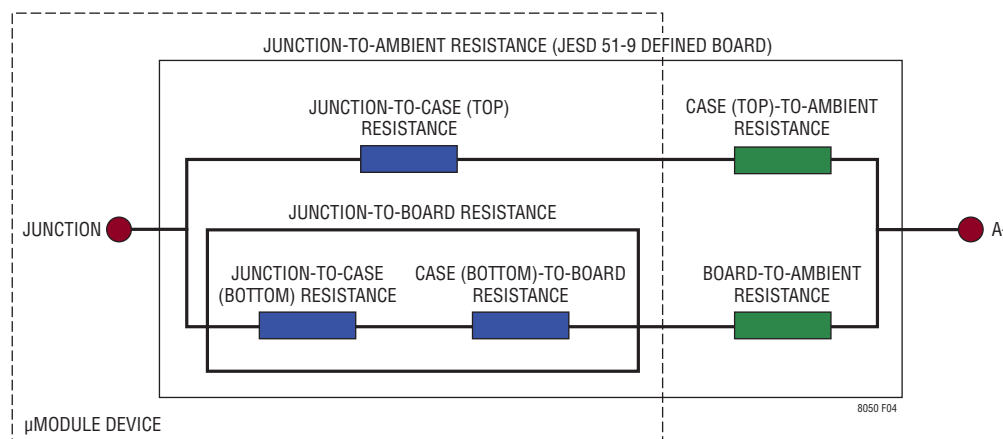 JUNCTION-TO-AMBIENT RESISTANCE (JESD 51-9 DEFINED BOARD)
JUNCTION-TO-CASE (TOP)
RESISTANCE
CASE (TOP)-TO-AMBIENT
RESISTANCE
JUNCTION-TO-BOARD RESISTANCE
JUNCTION
JUNCTION-TO-CASE
(BOTTOM) RESISTANCE
CASE (BOTTOM)-TO-BOARD
RESISTANCE
BOARD-TO-AMBIENT
RESISTANCE
8050 F04
µMODULE DEVICE